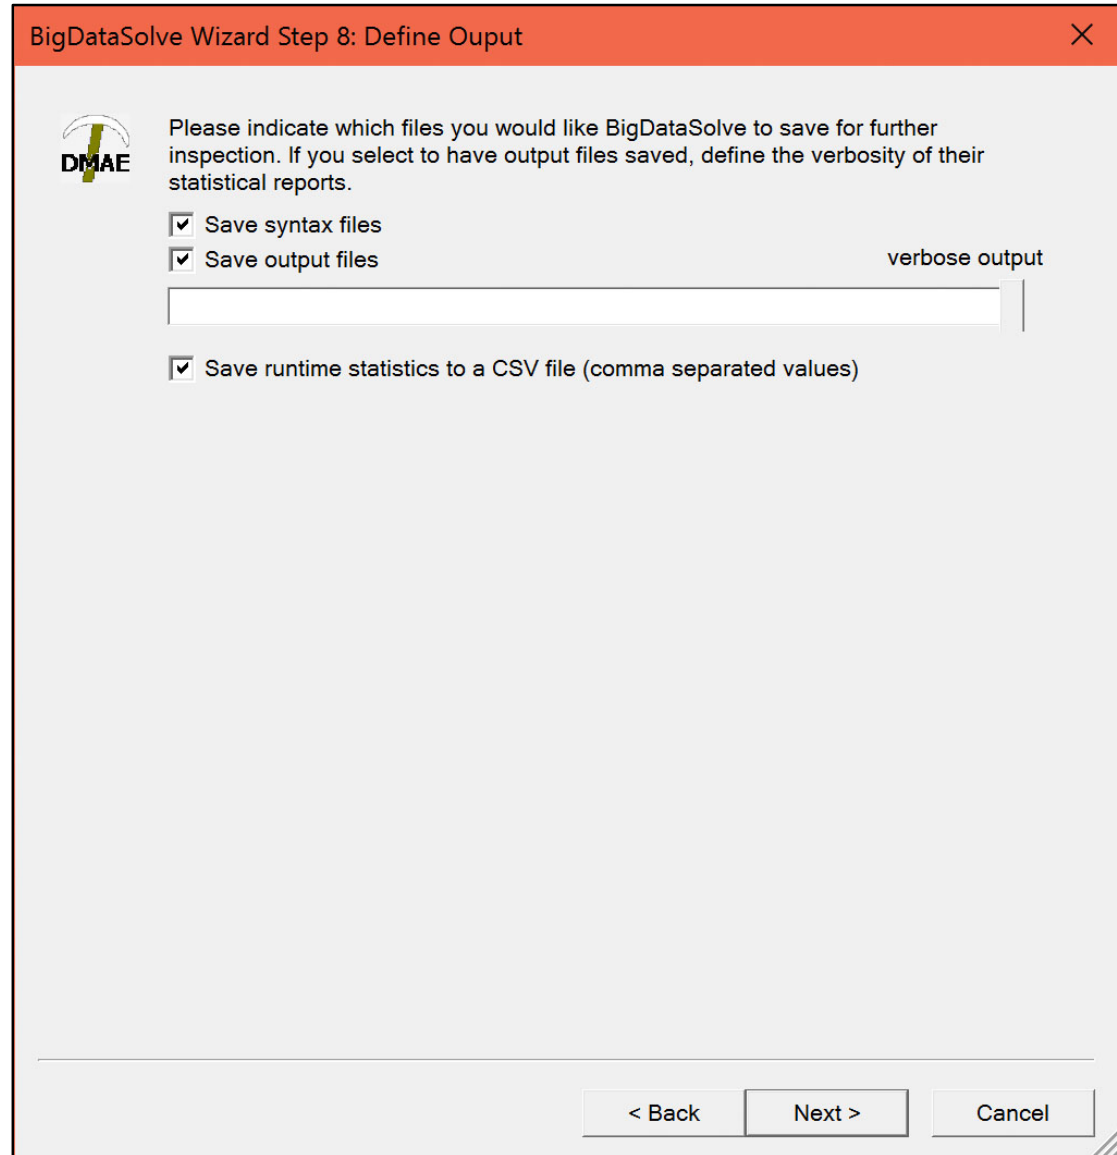 BigDataSolve Wizard Step 8: Define Ouput
DMAE
Please indicate which files you would like BigDataSolve to save for further
inspection. If you select to have output files saved, define the verbosity of their
statistical reports.
Save syntax files
Save output files
verbose output
Save runtime statistics to a CSV file (comma separated values)
< Back
Next >
Cancel